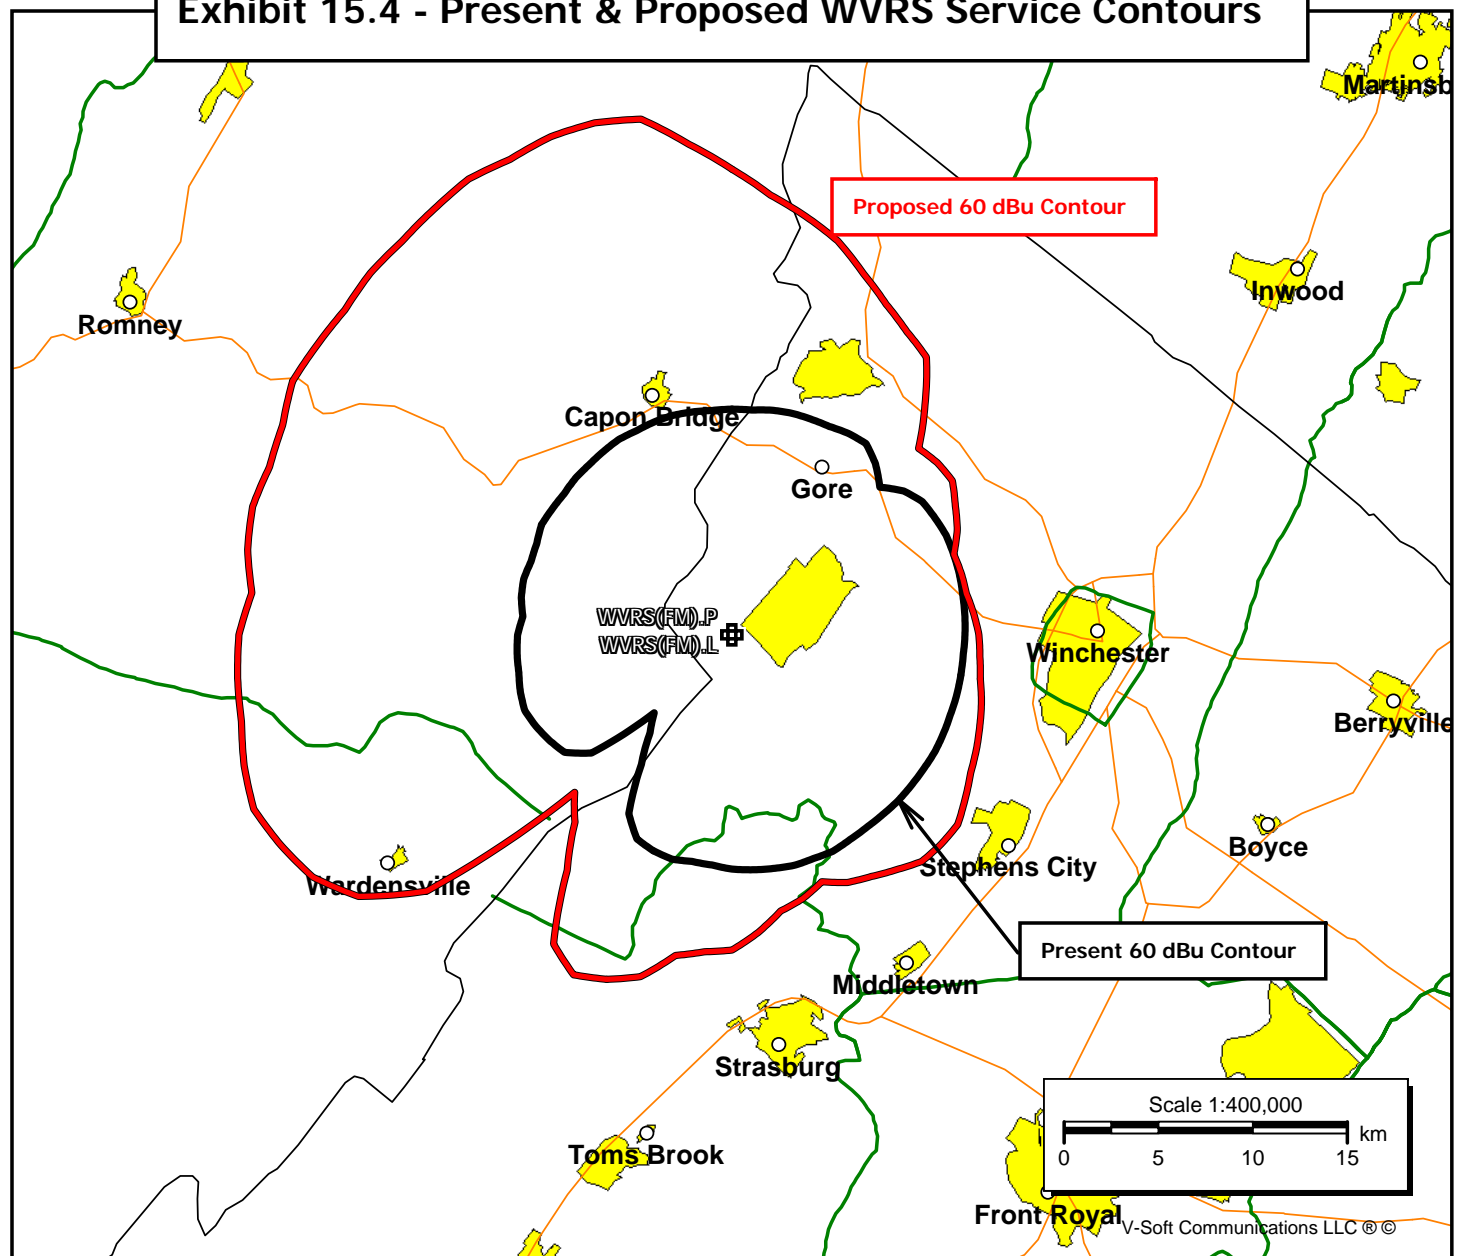 Exhibit 15.4 - Present & Proposed WVRS Service Contours
Martinsb
Proposed 60 dBu Contour
Inwood
Romney
Capon Bridge
Gore
WVRS(FM).P
WVRS(FM).L
Winchester
Berryville
Boyce
Stephens City
Wardensville
Present 60 dBu Contour
Middletown
Strasburg
Scale 1:400,000
km
0 5 10 15
Toms Brook
Front Royal
V-Soft Communications LLC ® ©